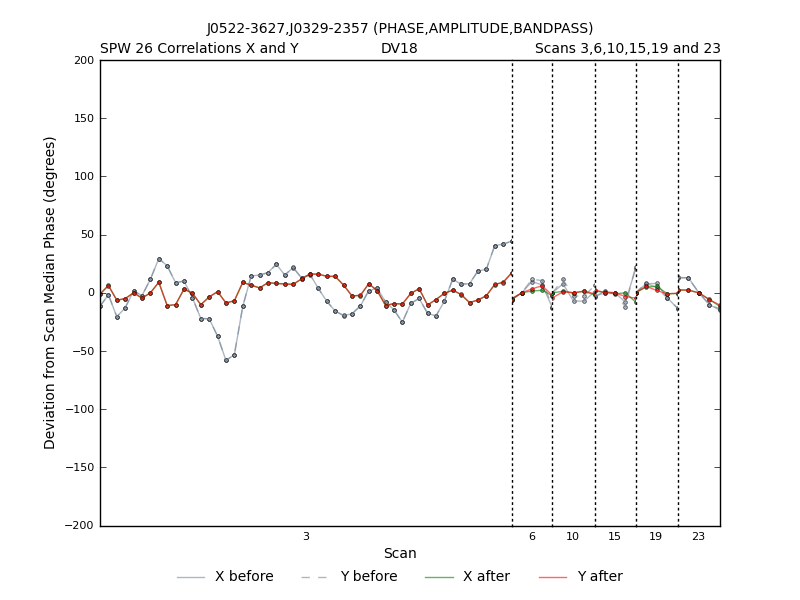 J0522-3627,J0329-2357 (PHASE,AMPLITUDE,BANDPASS)
SPW 26 Correlations X and Y DV18 Scans 3,6,10,15,19 and 23
200
150
100
50
0
−50
−100
−150
−200
Deviation from Scan Median Phase (degrees)
3 6 10 15 19 23
Scan
X before Y before X after Y after